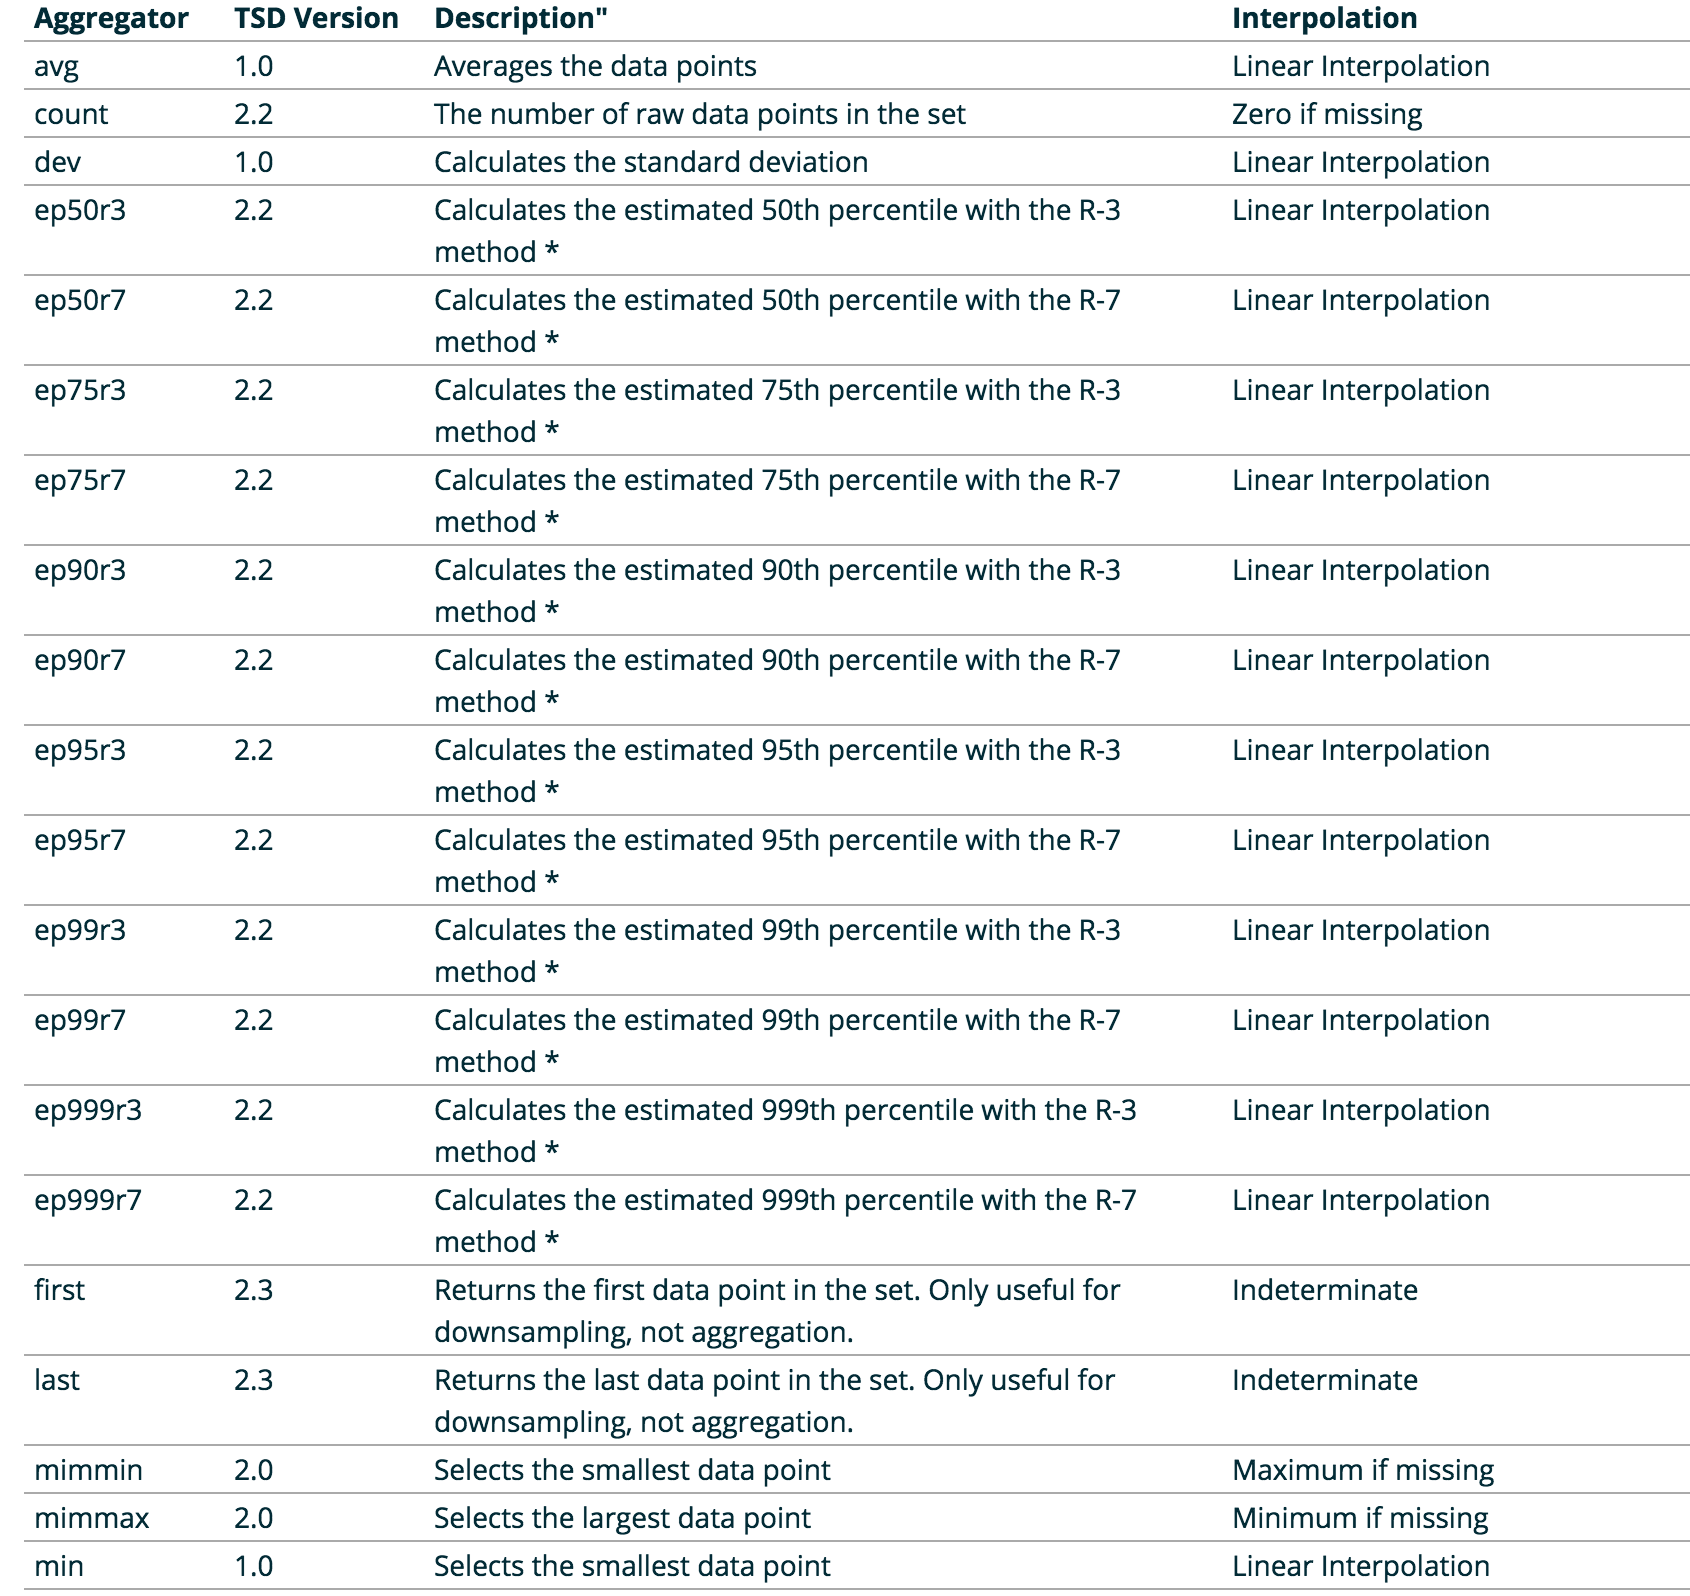 Aggregator TSD Version Description" Interpolation
avg 1.0 Averages the data points Linear Interpolation
count 2.2 The number of raw data points in the set Zero if missing
dev 1.0 Calculates the standard deviation Linear Interpolation
ep50r3 2.2 Calculates the estimated 50th percentile with the R-3 Linear Interpolation
method *
ep50r7 2.2 Calculates the estimated 50th percentile with the R-7 Linear Interpolation
method *
ep75r3 2.2 Calculates the estimated 75th percentile with the R-3 Linear Interpolation
method *
ep75r7 2.2 Calculates the estimated 75th percentile with the R-7 Linear Interpolation
method *
ep90r3 2.2 Calculates the estimated 90th percentile with the R-3 Linear Interpolation
method *
ep90r7 2.2 Calculates the estimated 90th percentile with the R-7 Linear Interpolation
method *
ep95r3 2.2 Calculates the estimated 95th percentile with the R-3 Linear Interpolation
method *
ep95r7 2.2 Calculates the estimated 95th percentile with the R-7 Linear Interpolation
method *
ep99r3 2.2 Calculates the estimated 99th percentile with the R-3 Linear Interpolation
method *
ep99r7 2.2 Calculates the estimated 99th percentile with the R-7 Linear Interpolation
method *
ep999r3 2.2 Calculates the estimated 999th percentile with the R-3 Linear Interpolation
method *
ep999r7 2.2 Calculates the estimated 999th percentile with the R-7 Linear Interpolation
method *
first 2.3 Returns the first data point in the set. Only useful for Indeterminate
downsampling, not aggregation.
last 2.3 Returns the last data point in the set. Only useful for Indeterminate
downsampling, not aggregation.
mimmin 2.0 Selects the smallest data point Maximum if missing
mimmax 2.0 Selects the largest data point Minimum if missing
min 1.0 Selects the smallest data point Linear Interpolation